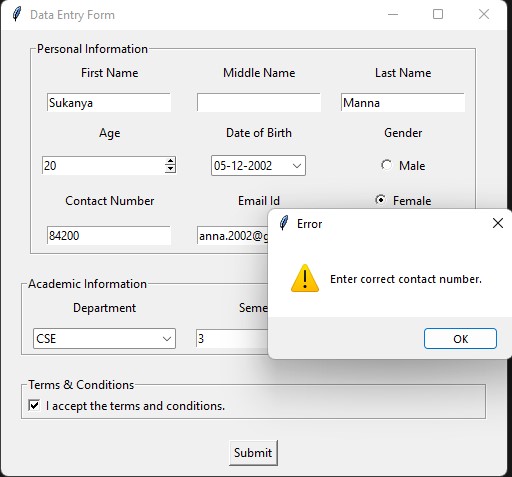 Data Entry Form
Personal Information
First Name Middle Name Last Name
Sukanya Manna
Age Date of Birth Gender
20 05-12-2002 Male
Contact Number Email Id Female
84200 anna.2002@g
Error
Enter correct contact number.
OK
Academic Information
Department
CSE 3
Terms & Conditions
I accept the terms and conditions.
Submit